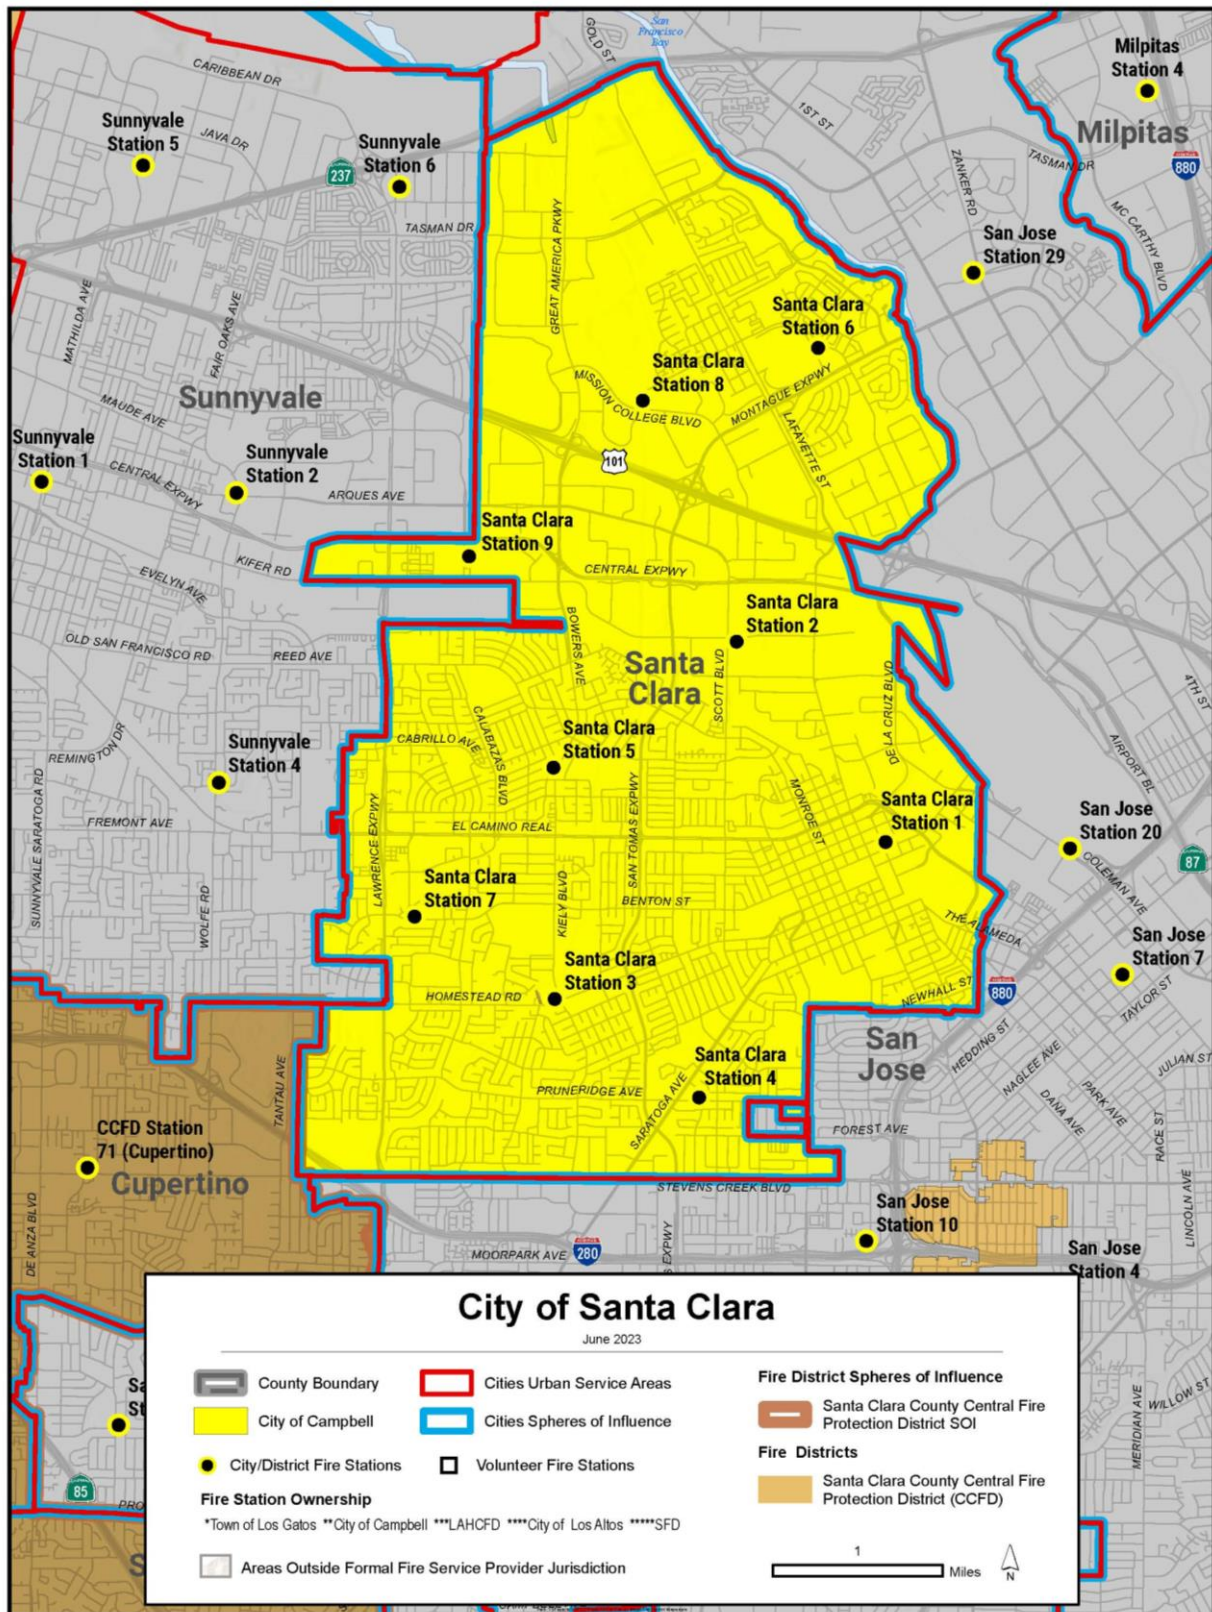 San
Francisco
Bay
GOLD ST
CARIBBEAN DR
Milpitas
Station 4
Sunnyvale
Station 5
JAVA DR
Sunnyvale
Station 6
237
1ST ST
Milpitas
TASMAN DR
880
ZANKER RD
MC CARTHY BLVD
TASMAN DR
GREAT AMERICA PKWY
San Jose
Station 29
MATHILDA AVE
FAIR OAKS AVE
Santa Clara
Station 6
Santa Clara
Station 8
Sunnyvale
MISSION COLLEGE BLVD
MONTAGUE EXPWY
LAFAYETTE ST
MAUDE AVE
Sunnyvale
Station 1
CENTRAL EXPWY
Sunnyvale
Station 2
101
ARQUES AVE
Santa Clara
Station 9
KIFER RD
CENTRAL EXPWY
EVELYN AVE
Santa Clara
Station 2
BOWERS AVE
OLD SAN FRANCISCO RD
REED AVE
Santa
Clara
SCOTT BLVD
DE LA CRUZ BLVD
4TH ST
CALABAZAS BLVD
CABRILLO AVE
REMINGTON DR
Sunnyvale
Station 4
Santa Clara
Station 5
AIRPORT BL
SUNNYVALE SARATOGA RD
FREMONT AVE
LAWRENCE EXPWY
EL CAMINO REAL
SAN TOMAS EXPWY
MONROE ST
Santa Clara
Station 1
San Jose
Station 20
87
COLEMAN AVE
WOLFE RD
Santa Clara
Station 7
KIELY BLVD
BENTON ST
THE ALAMEDA
Santa Clara
Station 3
San Jose
Station 7
HOMESTEAD RD
NEWHALL ST
880
TAYLOR ST
San
Jose
HEDDING ST
NAGLEE AVE
JULIAN ST
TANTAU AVE
Santa Clara
Station 4
PRUNERIDGE AVE
SARATOGA AVE
PARK AVE
DANA AVE
RACE ST
FOREST AVE
CCFD Station
71 (Cupertino)
Cupertino
STEVENS CREEK BLVD
LINCOLN AVE
DE ANZA BLVD
San Jose
Station 10
MOORPARK AVE
280
S EXPWY
San Jose
Station 4
City of Santa Clara
June 2023
County Boundary
Cities Urban Service Areas
Fire District Spheres of Influence
City of Campbell
Cities Spheres of Influence
Santa Clara County Central Fire
Protection District SOI
City/District Fire Stations
Volunteer Fire Stations
Fire Districts
Santa Clara County Central Fire
Protection District (CCFD)
Fire Station Ownership
*Town of Los Gatos **City of Campbell ***LAHCFD ****City of Los Altos *****SFD
Areas Outside Formal Fire Service Provider Jurisdiction
1
Miles
N
Sa
St
85
PRO
S
MERIDIAN AVE
WILLOW ST